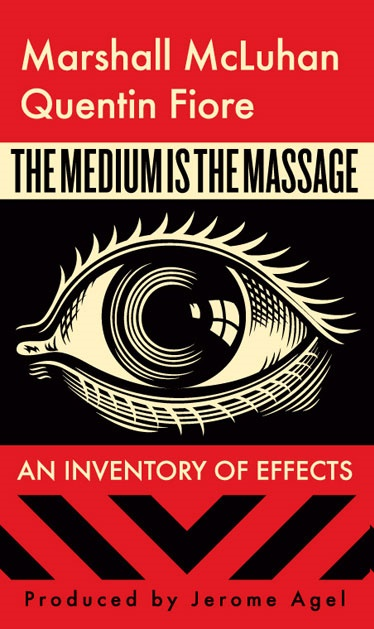 Marshall McLuhan
Quentin Fiore
THE MEDIUM IS THE MASSAGE
AN INVENTORY OF EFFECTS
Produced by Jerome Agel